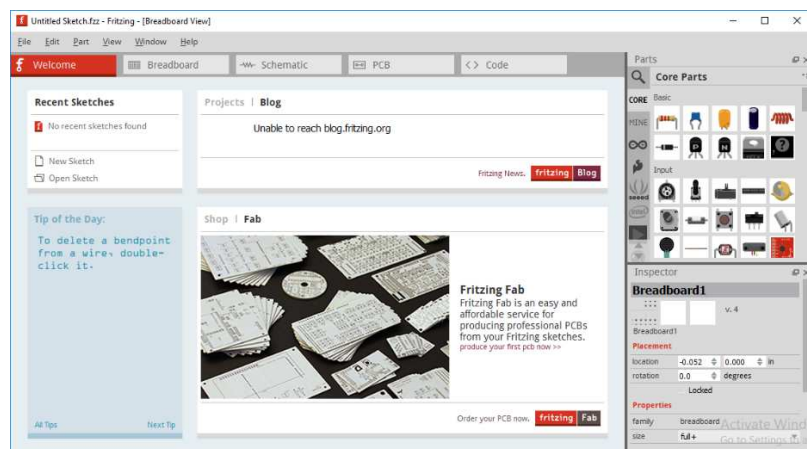 Untitled Sketch.fzz - Fritzing - [Breadboard View]
File Edit Part View Window Help
Welcome Breadboard Schematic PCB Code
Recent Sketches
No recent sketches found
New Sketch
Open Sketch
Projects | Blog
Unable to reach blog.fritzing.org
Fritzing News. fritzing Blog
Tip of the Day:
To delete a bendpoint
from a wire, double-
click it.
All Tips Next Tip
Shop | Fab
Fritzing Fab
Fritzing Fab is an easy and
affordable service for
producing professional PCBs
from your Fritzing sketches.
produce your first pcb now >>
Order your PCB now. fritzing Fab
Parts
Core Parts
CORE Basic
MINE
Input
seeed
Inspector
Breadboard1
v. 4
Breadboard1
Placement
location -0.052 0.000 in
rotation 0.0 degrees
Locked
Properties
family breadboard
size full+
Activate Wind
Go to Settings